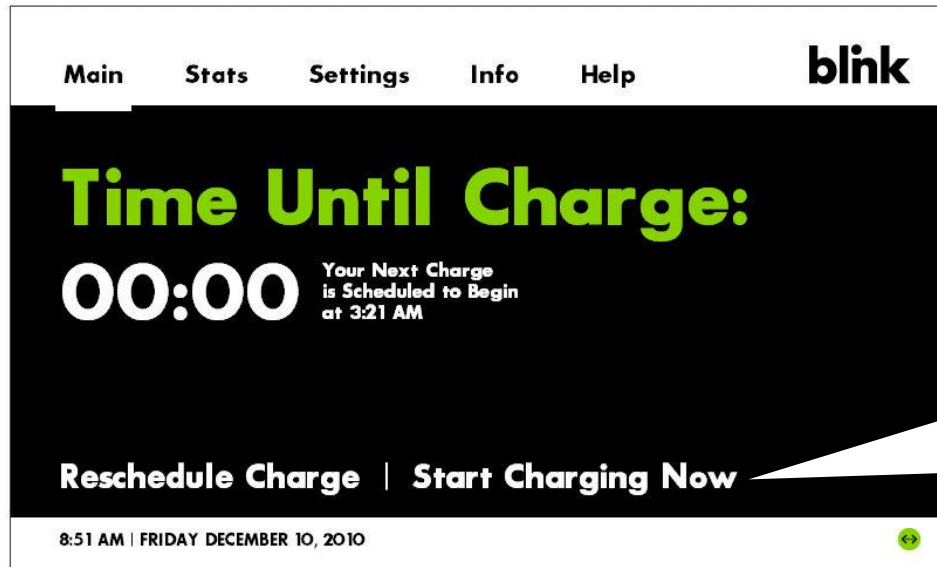 Main Stats Settings Info Help blink
Time Until Charge:
00:00
Your Next Charge
is Scheduled to Begin
at 3:21 AM
Reschedule Charge | Start Charging Now
8:51 AM | FRIDAY DECEMBER 10, 2010